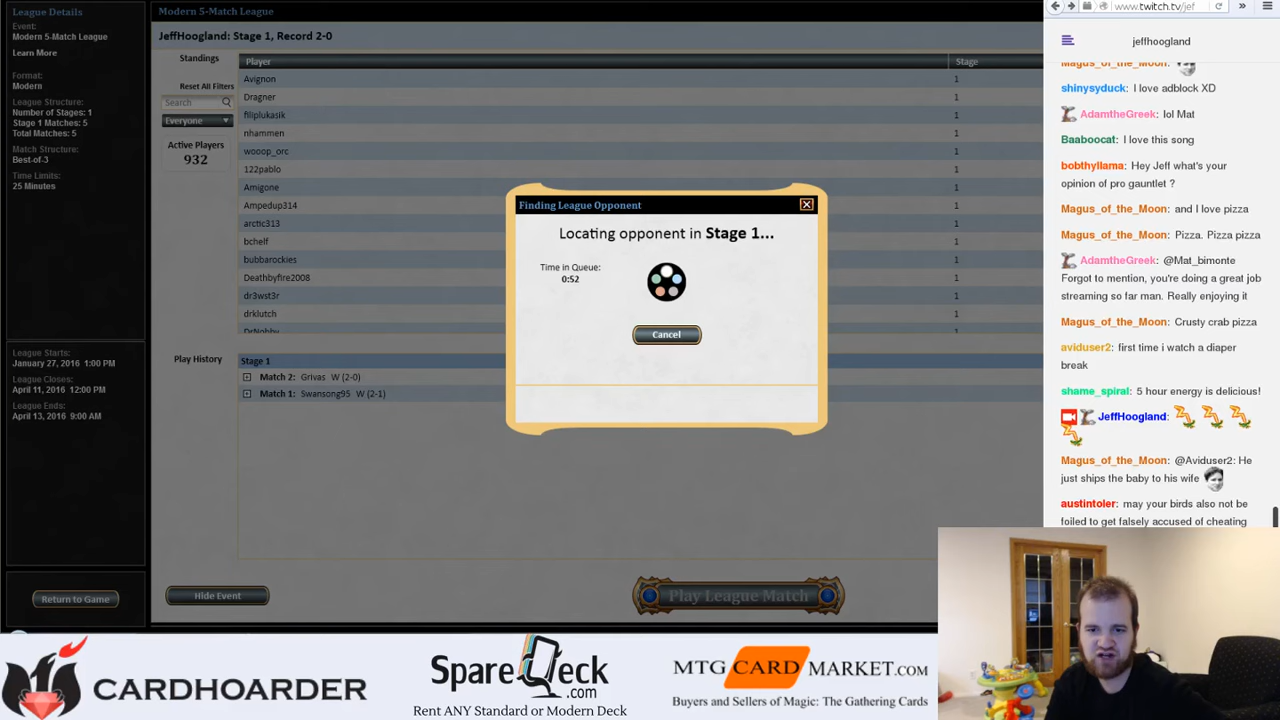 League Details
Event:
Modern 5-Match League
Learn More
Format:
Modern
League Structure:
Number of Stages: 1
Stage 1 Matches: 5
Total Matches: 5
Match Structure:
Best-of-3
Time Limits:
25 Minutes
League Starts:
January 27, 2016 1:00 PM
League Closes:
April 11, 2016 12:00 PM
League Ends:
April 13, 2016 9:00 AM
Return to Game
Modern 5-Match League
JeffHoogland: Stage 1, Record 2-0
Standings
Reset All Filters
Search
Everyone
Active Players
932
Player Stage
Avignon 1
Dragner 1
filiplukasik 1
nhammen 1
wooop_orc 1
122pablo 1
Amigone 1
Ampedup314 1
arctic313 1
bchelf 1
bubbarockies 1
Deathbyfire2008 1
dr3wst3r 1
drklutch 1
DrNobby 1
Play History
Stage 1
Match 2: Grivas W (2-0)
Match 1: Swansong95 W (2-1)
Hide Event
Play League Match
Finding League Opponent
Locating opponent in Stage 1...
Time in Queue:
0:52
Cancel
www.twitch.tv/jef
jeffhoogland
Magus_of_the_Moon:
shinysyduck: I love adblock XD
AdamtheGreek: lol Mat
Baaboocat: I love this song
bobthyllama: Hey Jeff what's your
opinion of pro gauntlet ?
Magus_of_the_Moon: and I love pizza
Magus_of_the_Moon: Pizza. Pizza pizza
AdamtheGreek: @Mat_bimonte
Forgot to mention, you're doing a great job
streaming so far man. Really enjoying it
Magus_of_the_Moon: Crusty crab pizza
aviduser2: first time i watch a diaper
break
shame_spiral: 5 hour energy is delicious!
JeffHoogland:
Magus_of_the_Moon: @Aviduser2: He
just ships the baby to his wife
austintoler: may your birds also not be
foiled to get falsely accused of cheating
CARDHOARDER
SpareDeck
.com
Rent ANY Standard or Modern Deck
MTG CARD MARKET.COM
Buyers and Sellers of Magic: The Gathering Cards